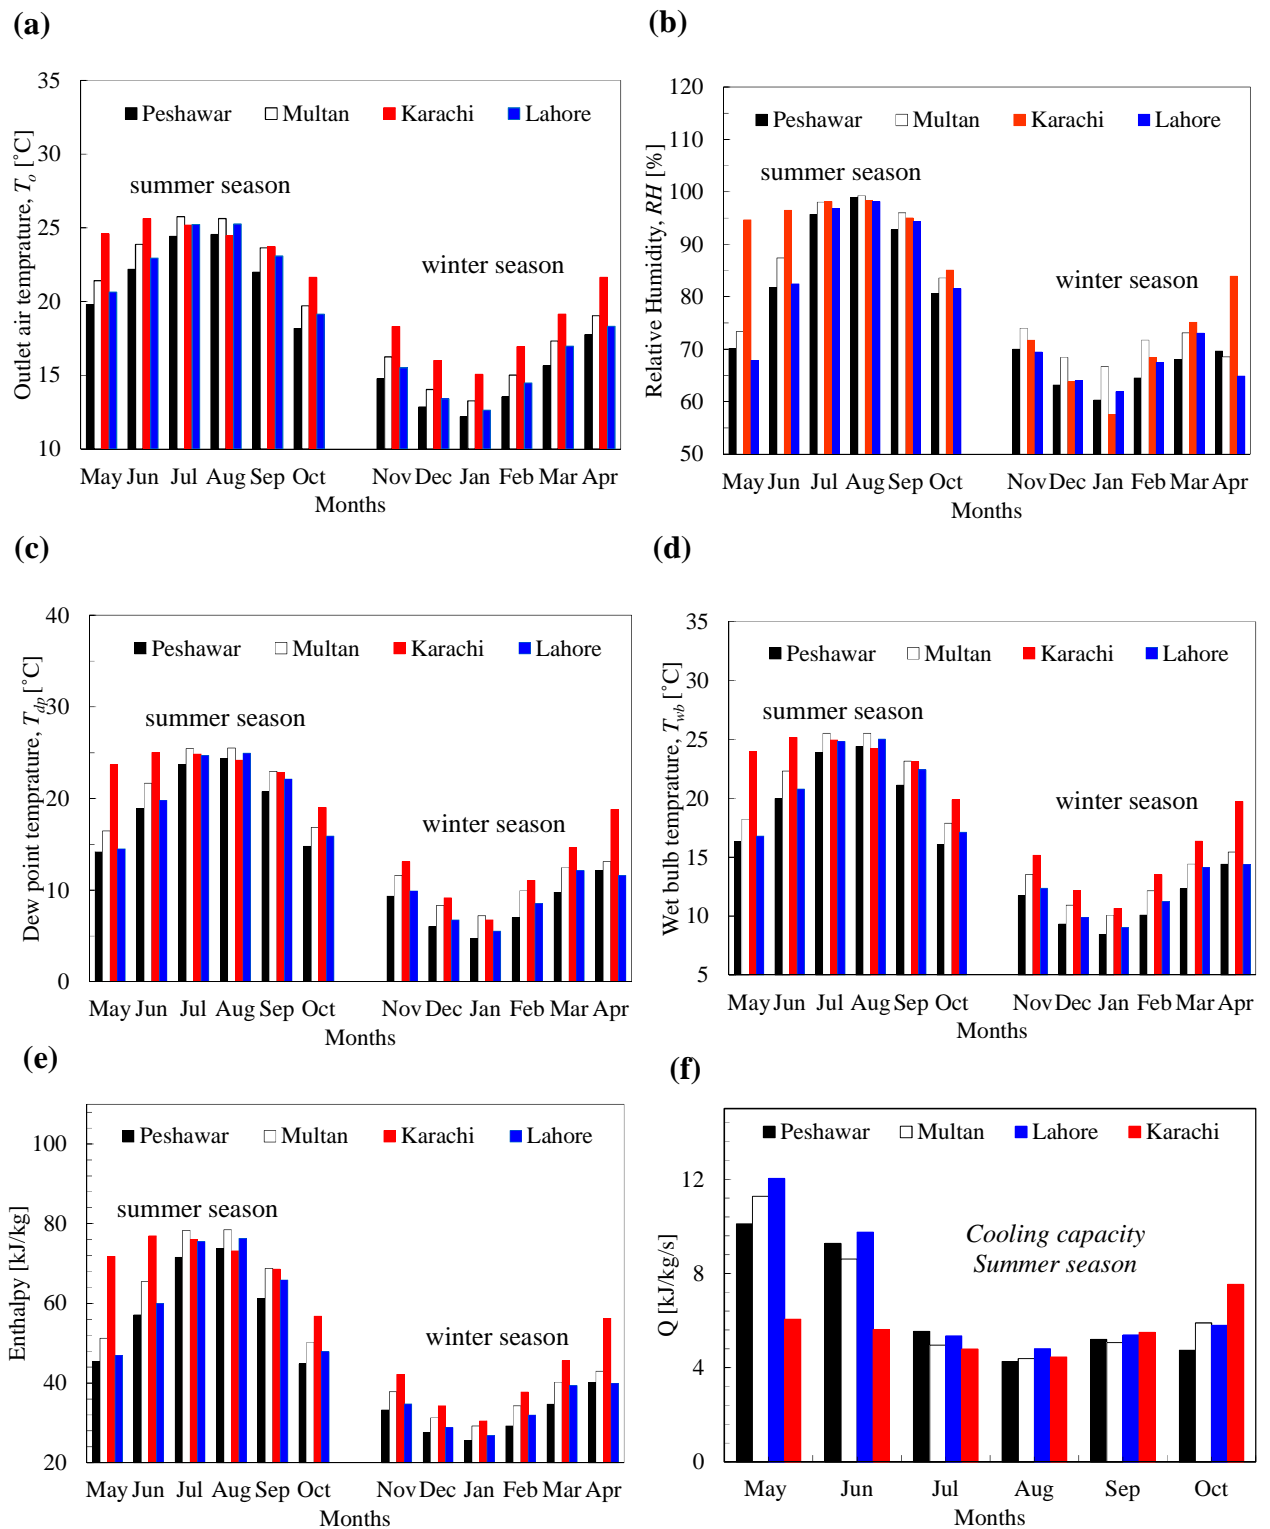 (a)
35
30
25
20
15
10
Outlet air temprature, To [˚C]
Peshawar Multan Karachi Lahore
summer season
winter season
May Jun Jul Aug Sep Oct Nov Dec Jan Feb Mar Apr
Months
(b)
120
110
100
90
80
70
60
50
Relative Humidity, RH [%]
Peshawar Multan Karachi Lahore
summer season
winter season
May Jun Jul Aug Sep Oct Nov Dec Jan Feb Mar Apr
Months
(c)
40
30
20
10
0
Dew point temprature, Tdp [˚C]
Peshawar Multan Karachi Lahore
summer season
winter season
May Jun Jul Aug Sep Oct Nov Dec Jan Feb Mar Apr
Months
(d)
35
30
25
20
15
10
5
Wet bulb temprature, Twb [˚C]
Peshawar Multan Karachi Lahore
summer season
winter season
May Jun Jul Aug Sep Oct Nov Dec Jan Feb Mar Apr
Months
(e)
100
80
60
40
20
Enthalpy [kJ/kg]
Peshawar Multan Karachi Lahore
summer season
winter season
May Jun Jul Aug Sep Oct Nov Dec Jan Feb Mar Apr
Months
(f)
12
8
4
0
Q [kJ/kg/s]
Peshawar Multan Lahore Karachi
Cooling capacity
Summer season
May Jun Jul Aug Sep Oct
Months